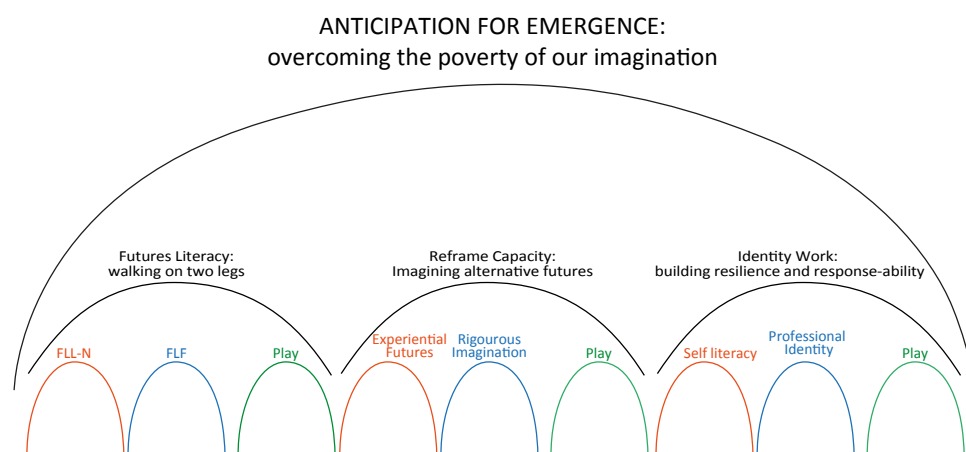 ANTICIPATION FOR EMERGENCE:
overcoming the poverty of our imagination
Futures Literacy:
walking on two legs
Reframe Capacity:
Imagining alternative futures
Identity Work:
building resilience and response-ability
FLL-N
FLF
Play
Experiential
Futures
Rigourous
Imagination
Play
Self literacy
Professional
Identity
Play